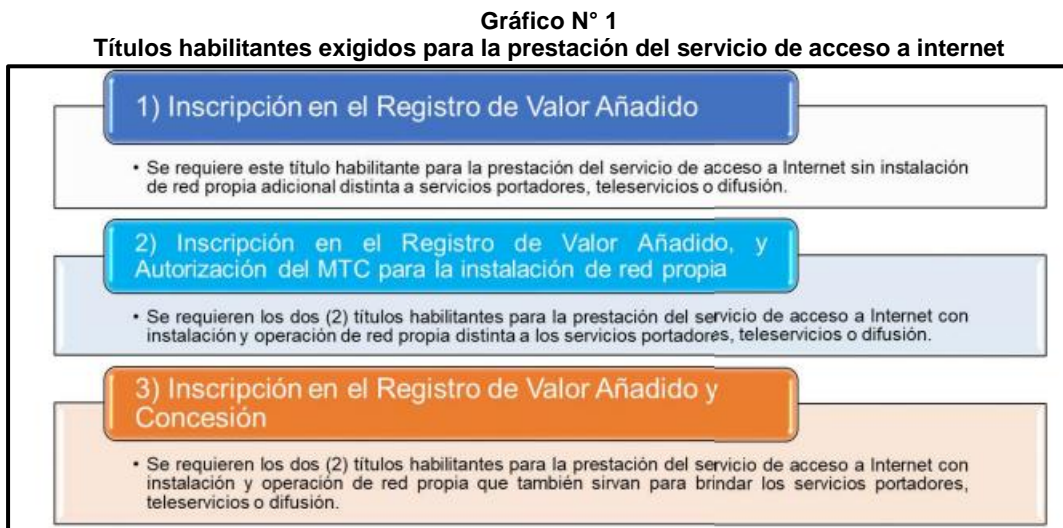 Gráfico N° 1
Títulos habilitantes exigidos para la prestación del servicio de acceso a internet
1) Inscripción en el Registro de Valor Añadido
• Se requiere este título habilitante para la prestación del servicio de acceso a Internet sin instalación
de red propia adicional distinta a servicios portadores, teleservicios o difusión.
2) Inscripción en el Registro de Valor Añadido, y
Autorización del MTC para la instalación de red propia
• Se requieren los dos (2) títulos habilitantes para la prestación del servicio de acceso a Internet con
instalación y operación de red propia distinta a los servicios portadores, teleservicios o difusión.
3) Inscripción en el Registro de Valor Añadido y
Concesión
• Se requieren los dos (2) títulos habilitantes para la prestación del servicio de acceso a Internet con
instalación y operación de red propia que también sirvan para brindar los servicios portadores,
teleservicios o difusión.